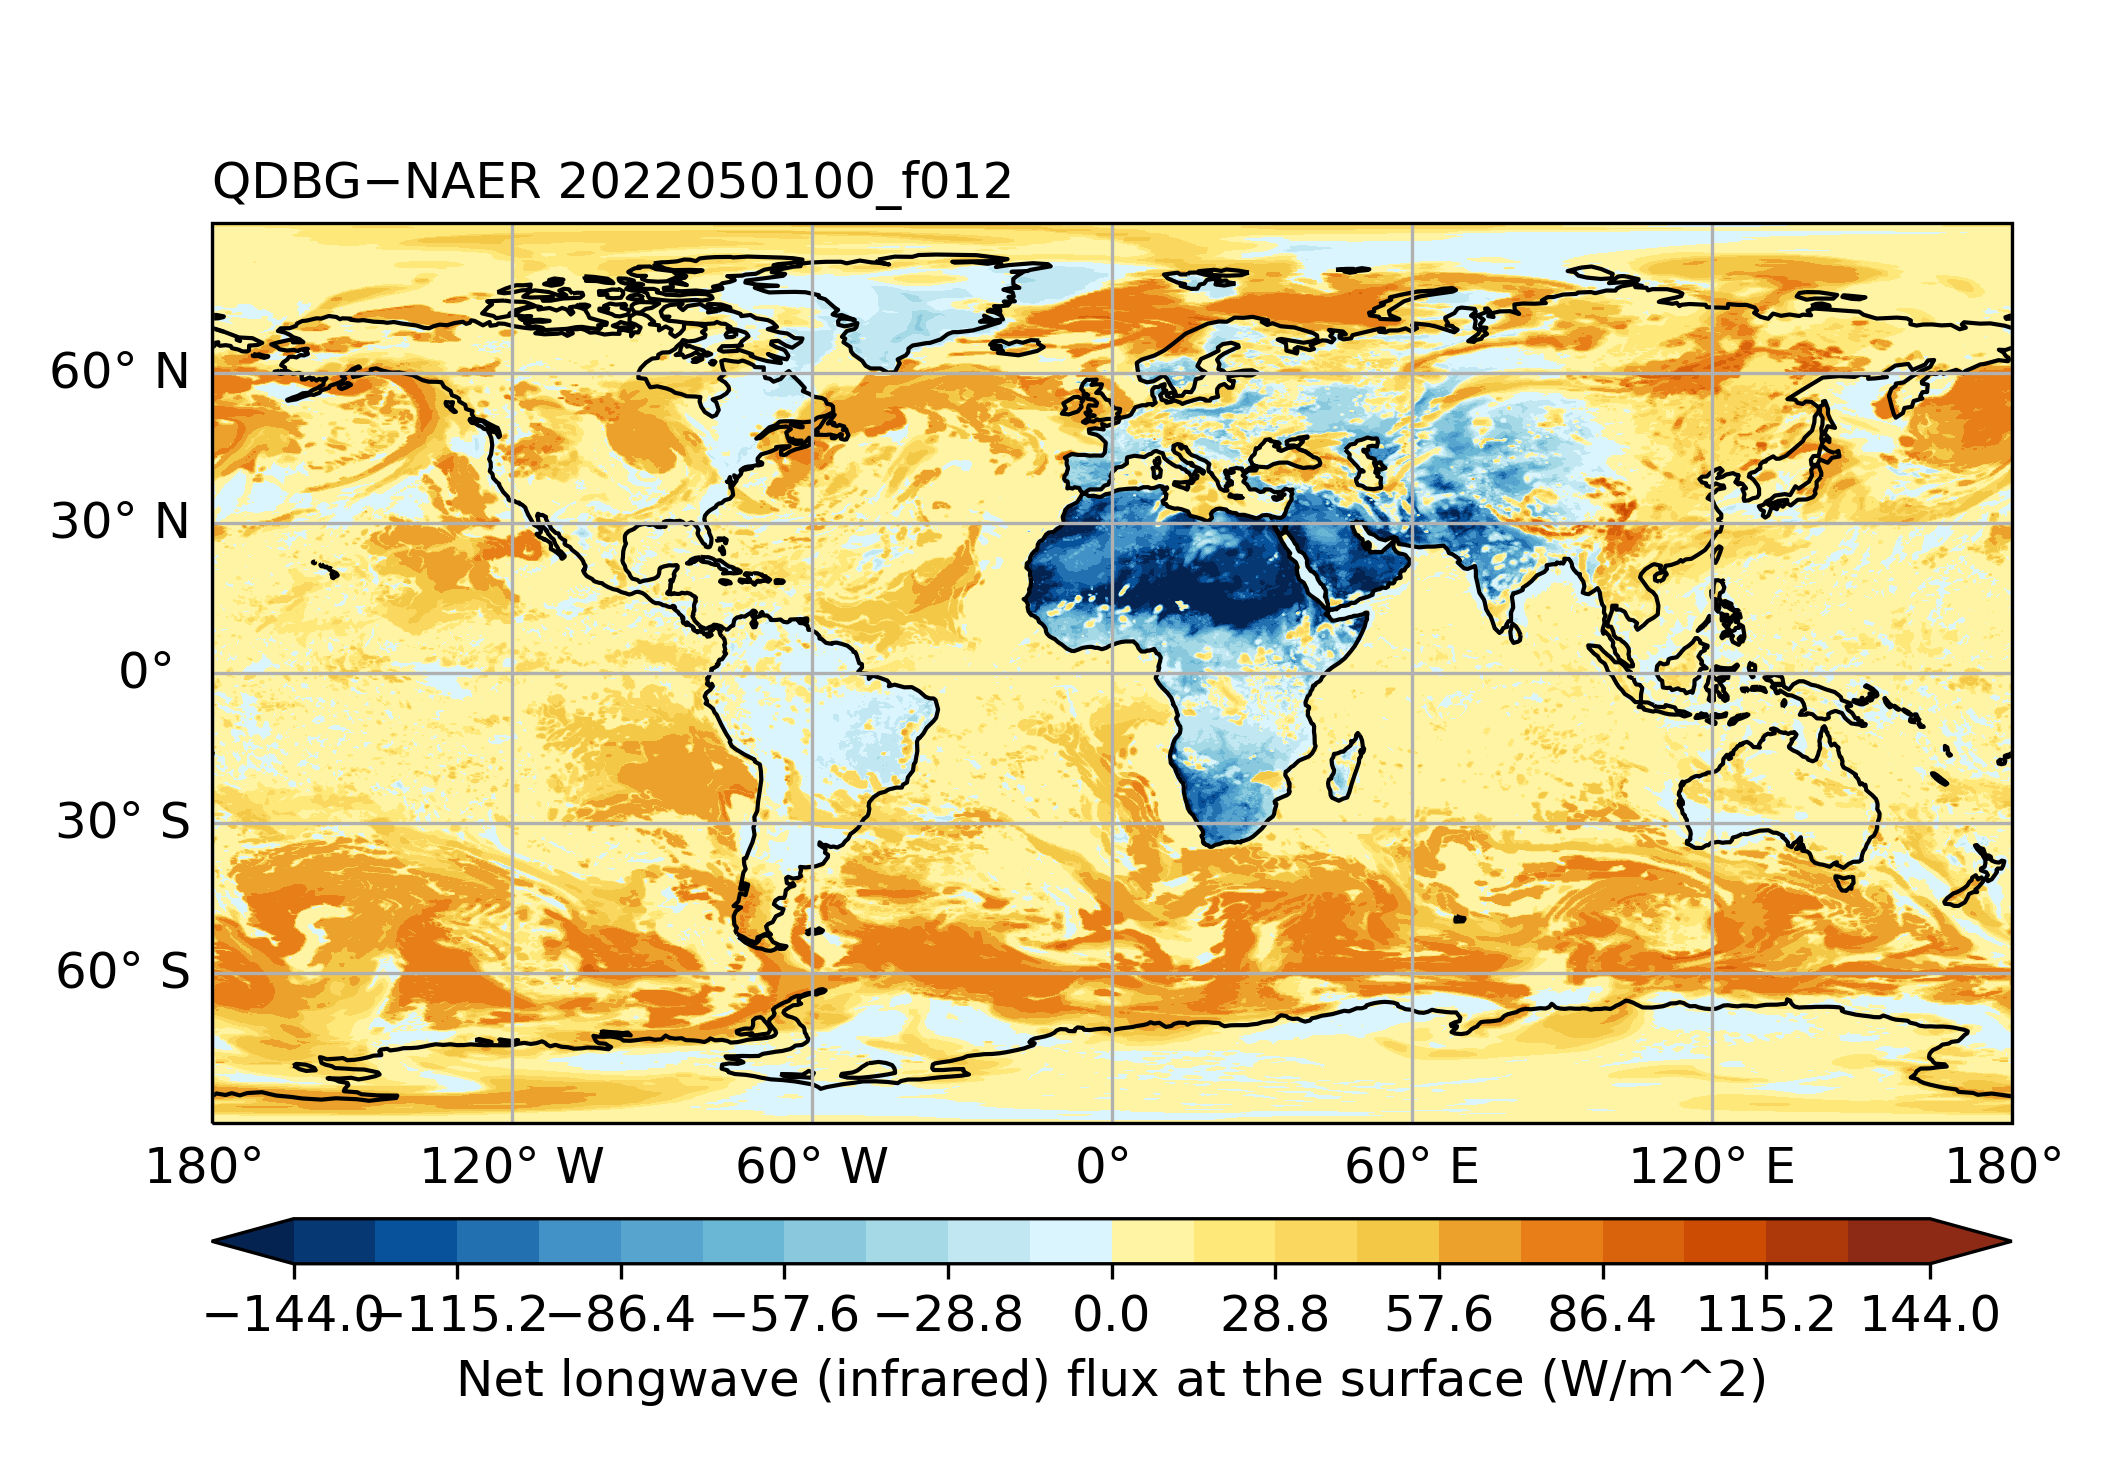 QDBG−NAER 2022050100_f012
60° N
30° N
0°
30° S
60° S
180° 120° W 60° W 0° 60° E 120° E 180°
−144.0 −115.2 −86.4 −57.6 −28.8 0.0 28.8 57.6 86.4 115.2 144.0
Net longwave (infrared) flux at the surface (W/m^2)